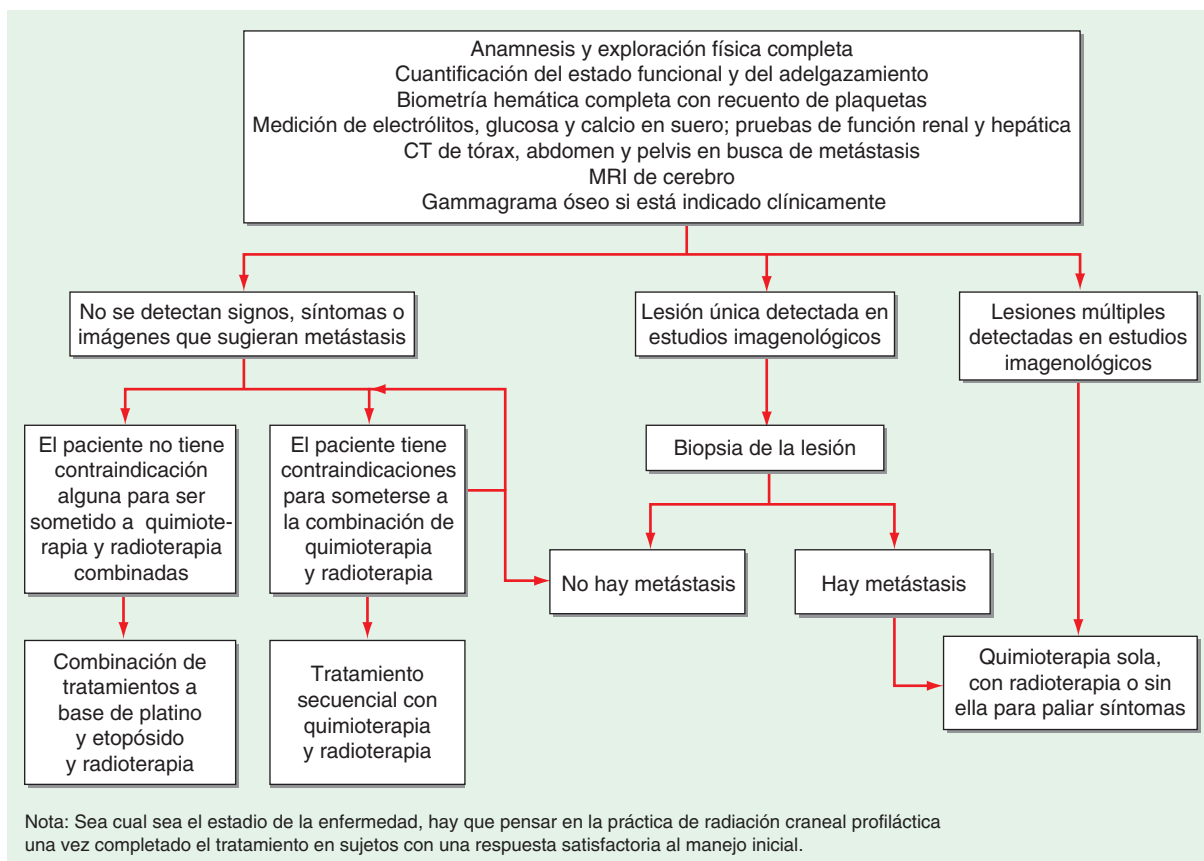 Anamnesis y exploración física completa
Cuantificación del estado funcional y del adelgazamiento
Biometría hemática completa con recuento de plaquetas
Medición de electrólitos, glucosa y calcio en suero; pruebas de función renal y hepática
CT de tórax, abdomen y pelvis en busca de metástasis
MRI de cerebro
Gammagrama óseo si está indicado clínicamente
No se detectan signos, síntomas o
imágenes que sugieran metástasis
Lesión única detectada en
estudios imagenológicos
Lesiones múltiples
detectadas en estudios
imagenológicos
El paciente no tiene
contraindicación
alguna para ser
sometido a quimiote-
rapia y radioterapia
combinadas
El paciente tiene
contraindicaciones
para someterse a
la combinación de
quimioterapia
y radioterapia
Biopsia de la lesión
No hay metástasis
Hay metástasis
Combinación de
tratamientos a
base de platino
y etopósido
y radioterapia
Tratamiento
secuencial con
quimioterapia
y radioterapia
Quimioterapia sola,
con radioterapia o sin
ella para paliar síntomas
Nota: Sea cual sea el estadio de la enfermedad, hay que pensar en la práctica de radiación craneal profiláctica
una vez completado el tratamiento en sujetos con una respuesta satisfactoria al manejo inicial.